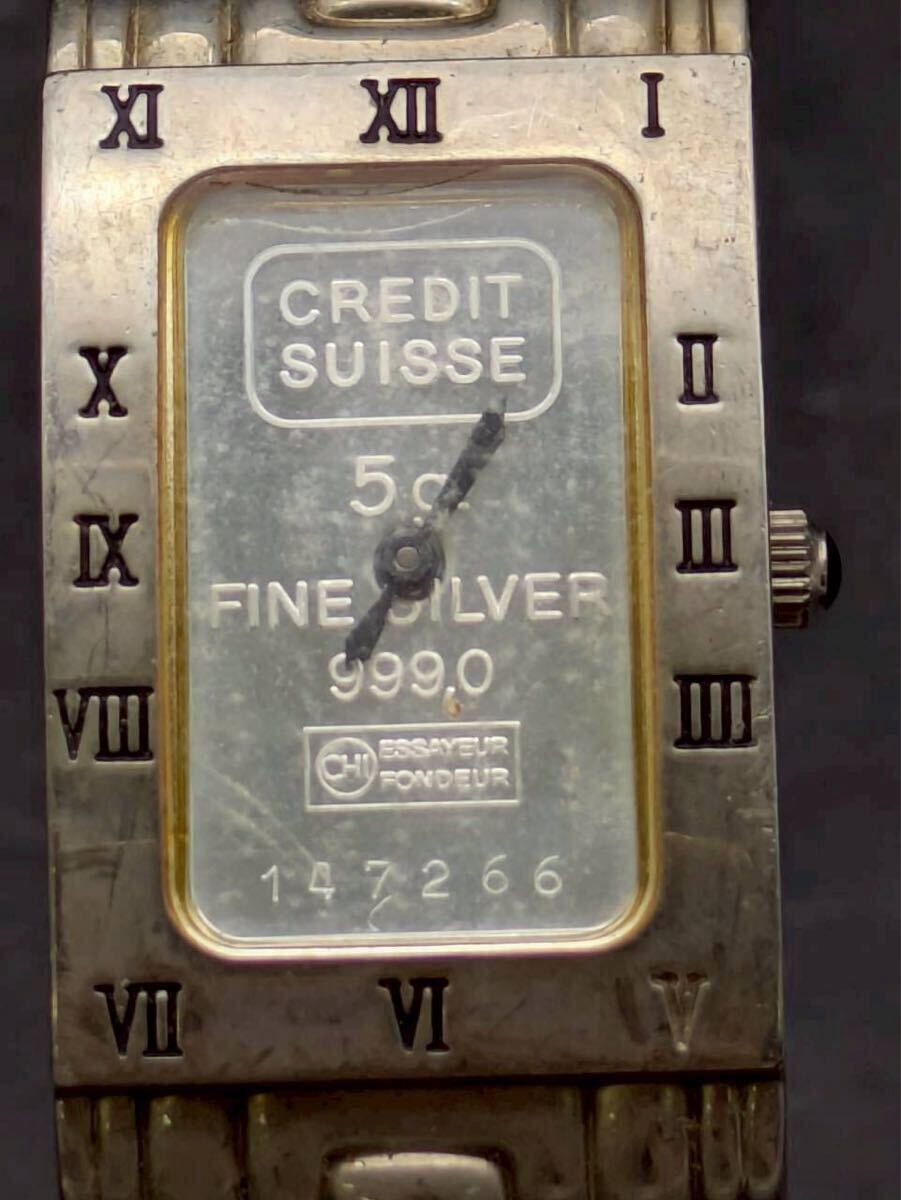 XI XII I
CREDIT
SUISSE
X II
5 g.
IX III
FINE SILVER
999,0
VIII IIII
CHI ESSAYEUR
FONDEUR
147266
VII VI V